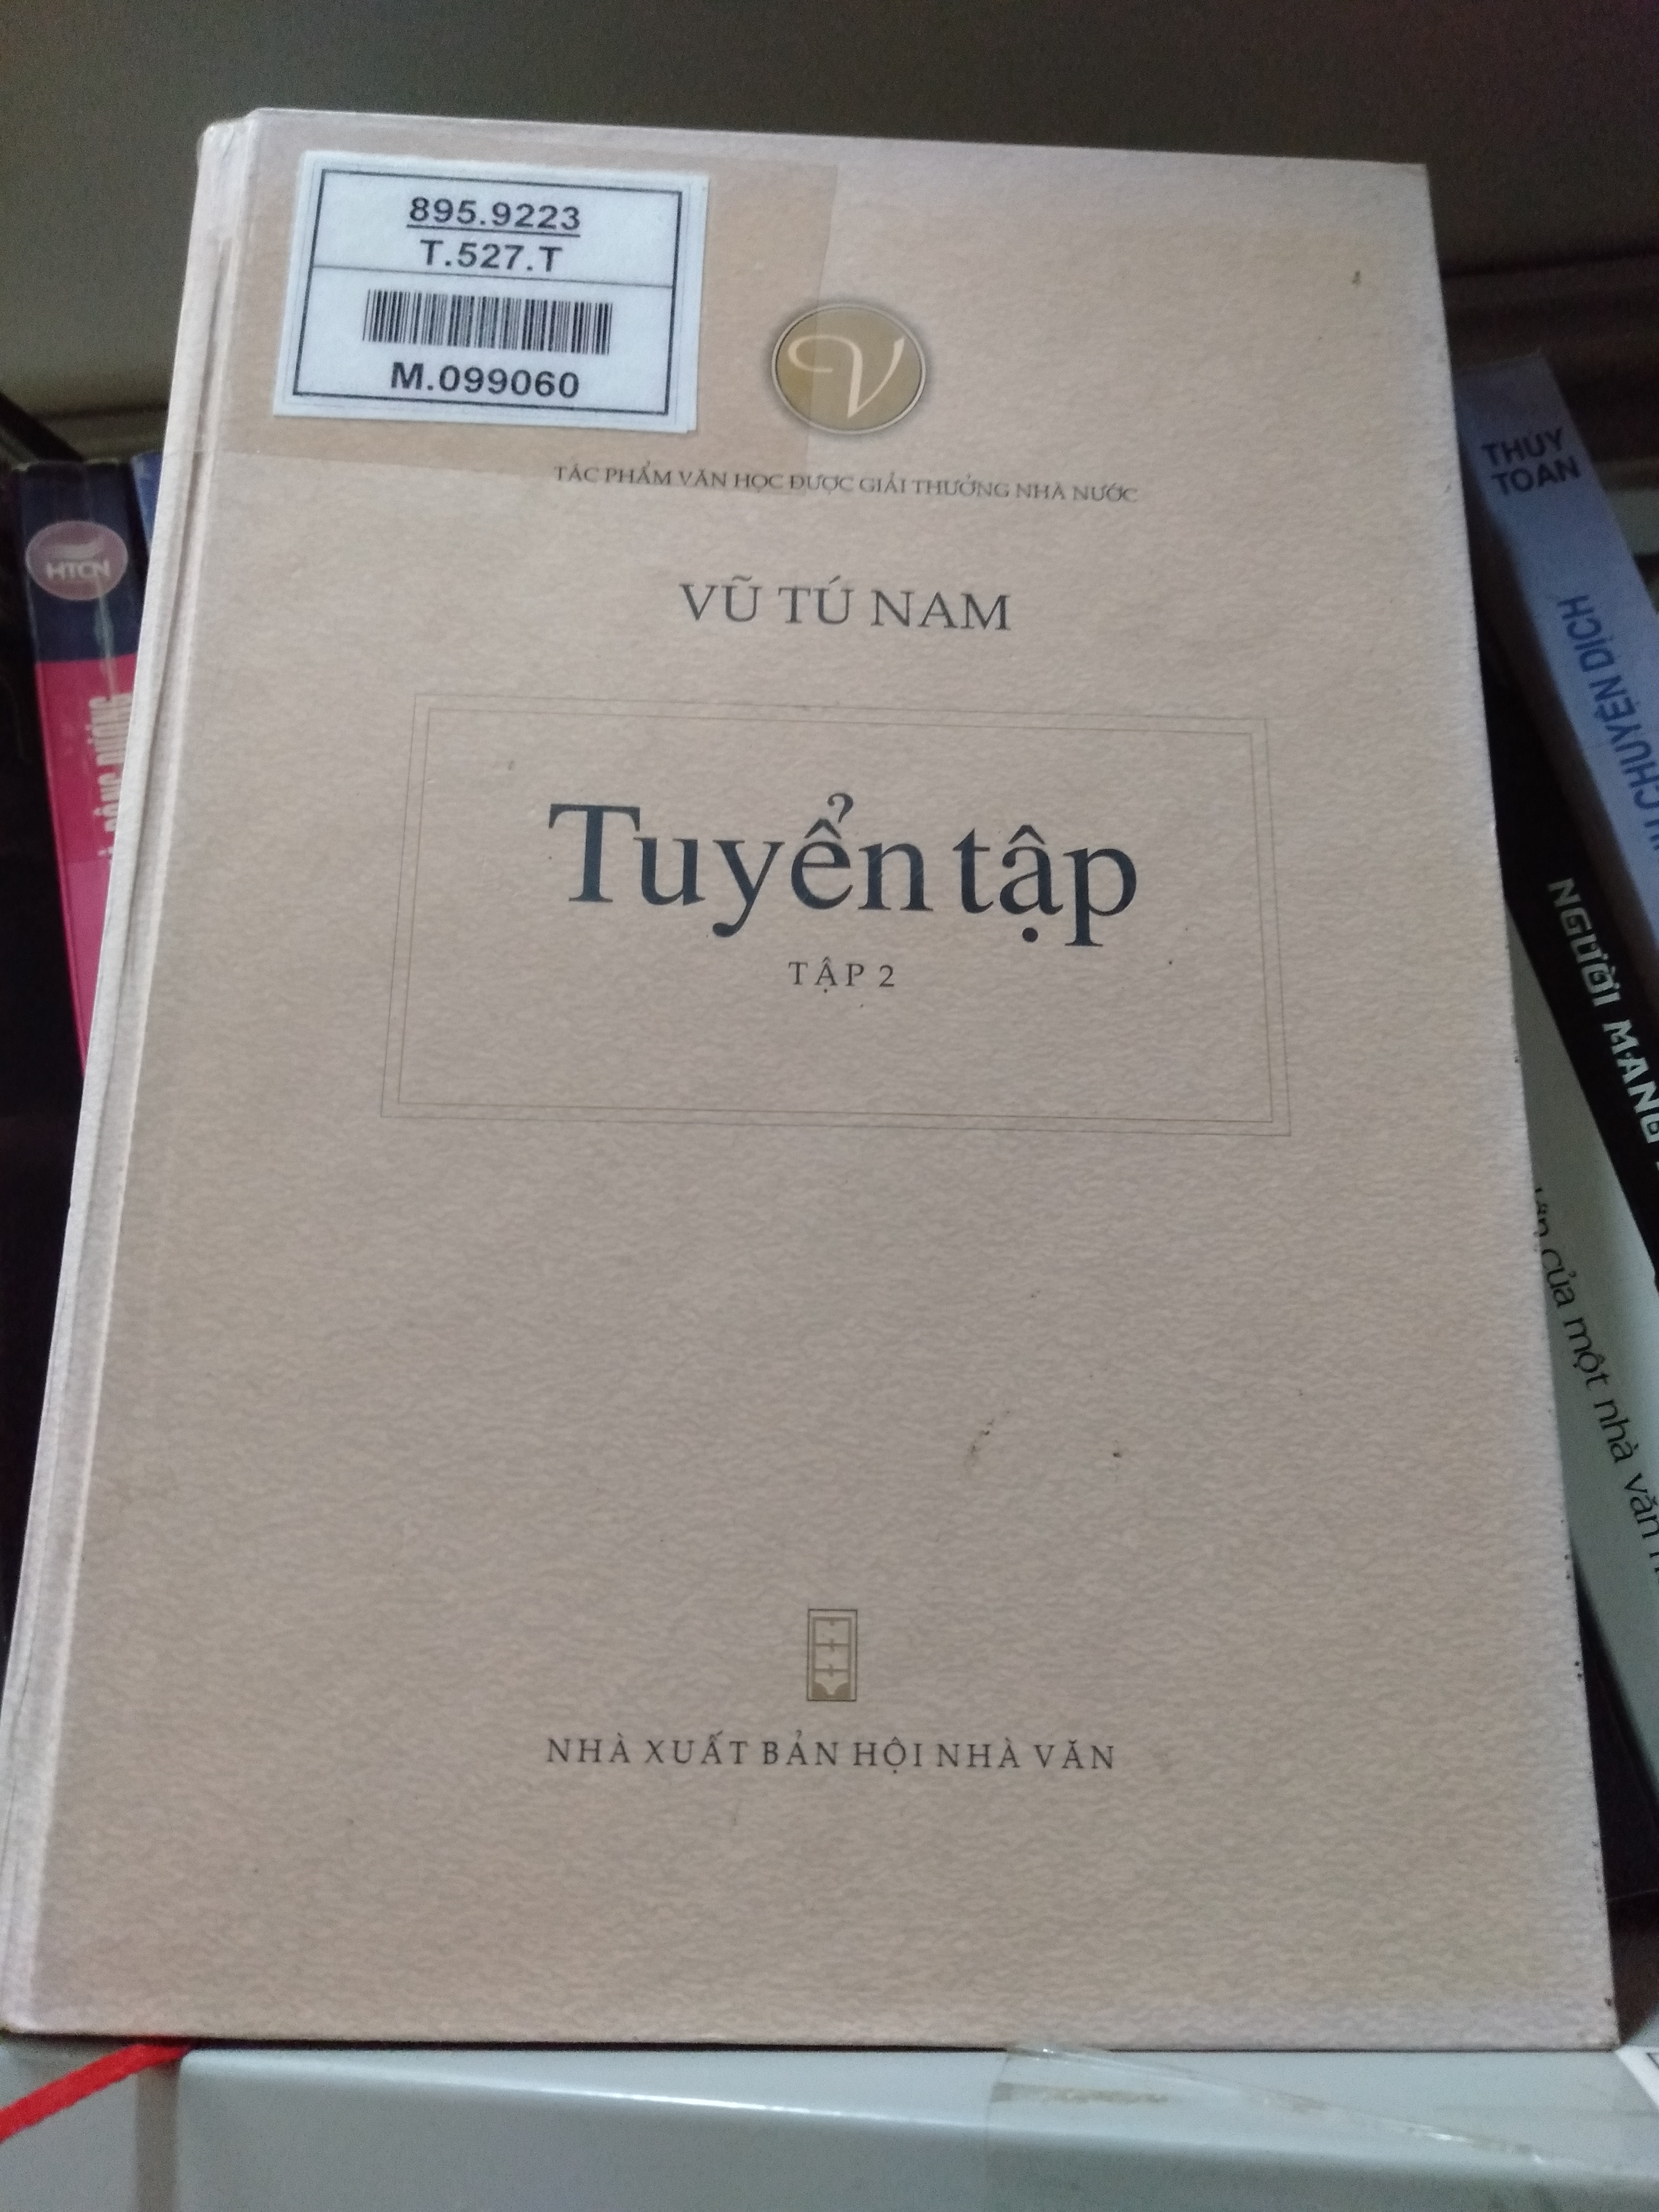 895.9223
T.527.T
M.099060
V
TÁC PHẨM VĂN HỌC ĐƯỢC GIẢI THƯỞNG NHÀ NƯỚC
VŨ TÚ NAM
Tuyển tập
TẬP 2
NHÀ XUẤT BẢN HỘI NHÀ VĂN
HTCN
THUY
TOAN
CHUYỆN DỊCH
NGƯỜI MANG
của một nhà văn